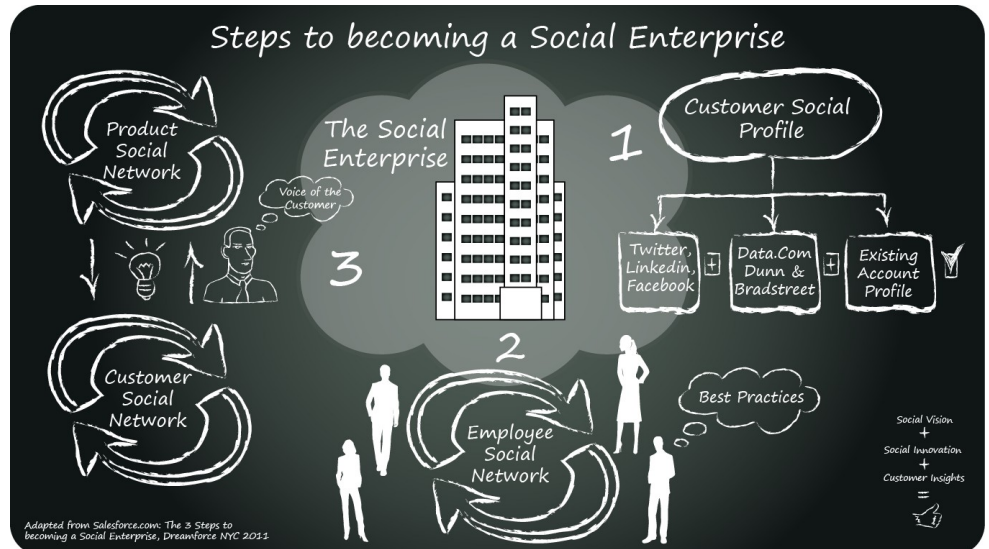 Steps to becoming a Social Enterprise
Product
Social
Network
Voice of the
Customer
Customer
Social
Network
The Social
Enterprise
3
1
Customer Social
Profile
Twitter,
Linkedin,
Facebook
+
Data.Com
Dunn &
Bradstreet
+
Existing
Account
Profile
2
Employee
Social
Network
Best Practices
Social Vision
+
Social Innovation
+
Customer Insights
=
Adapted from Salesforce.com: The 3 Steps to
becoming a Social Enterprise, Dreamforce NYC 2011